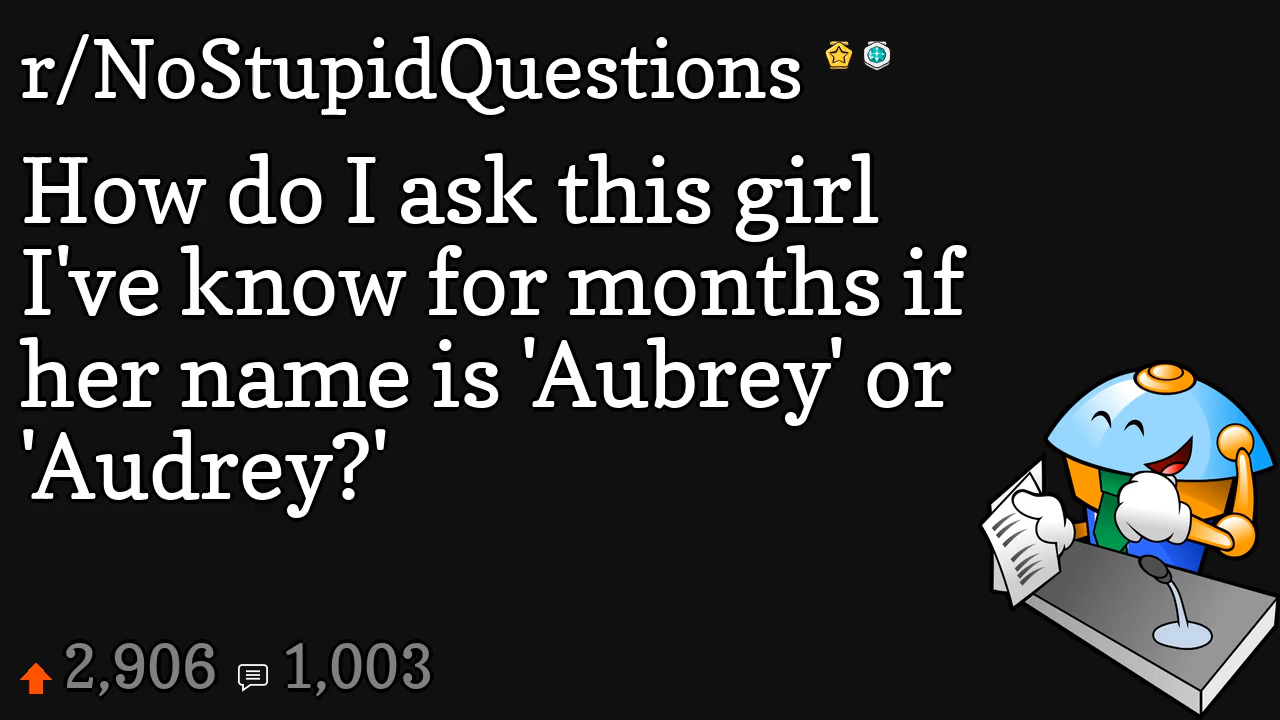 r/NoStupidQuestions
How do I ask this girl
I've know for months if
her name is 'Aubrey' or
'Audrey?'
2,906 1,003